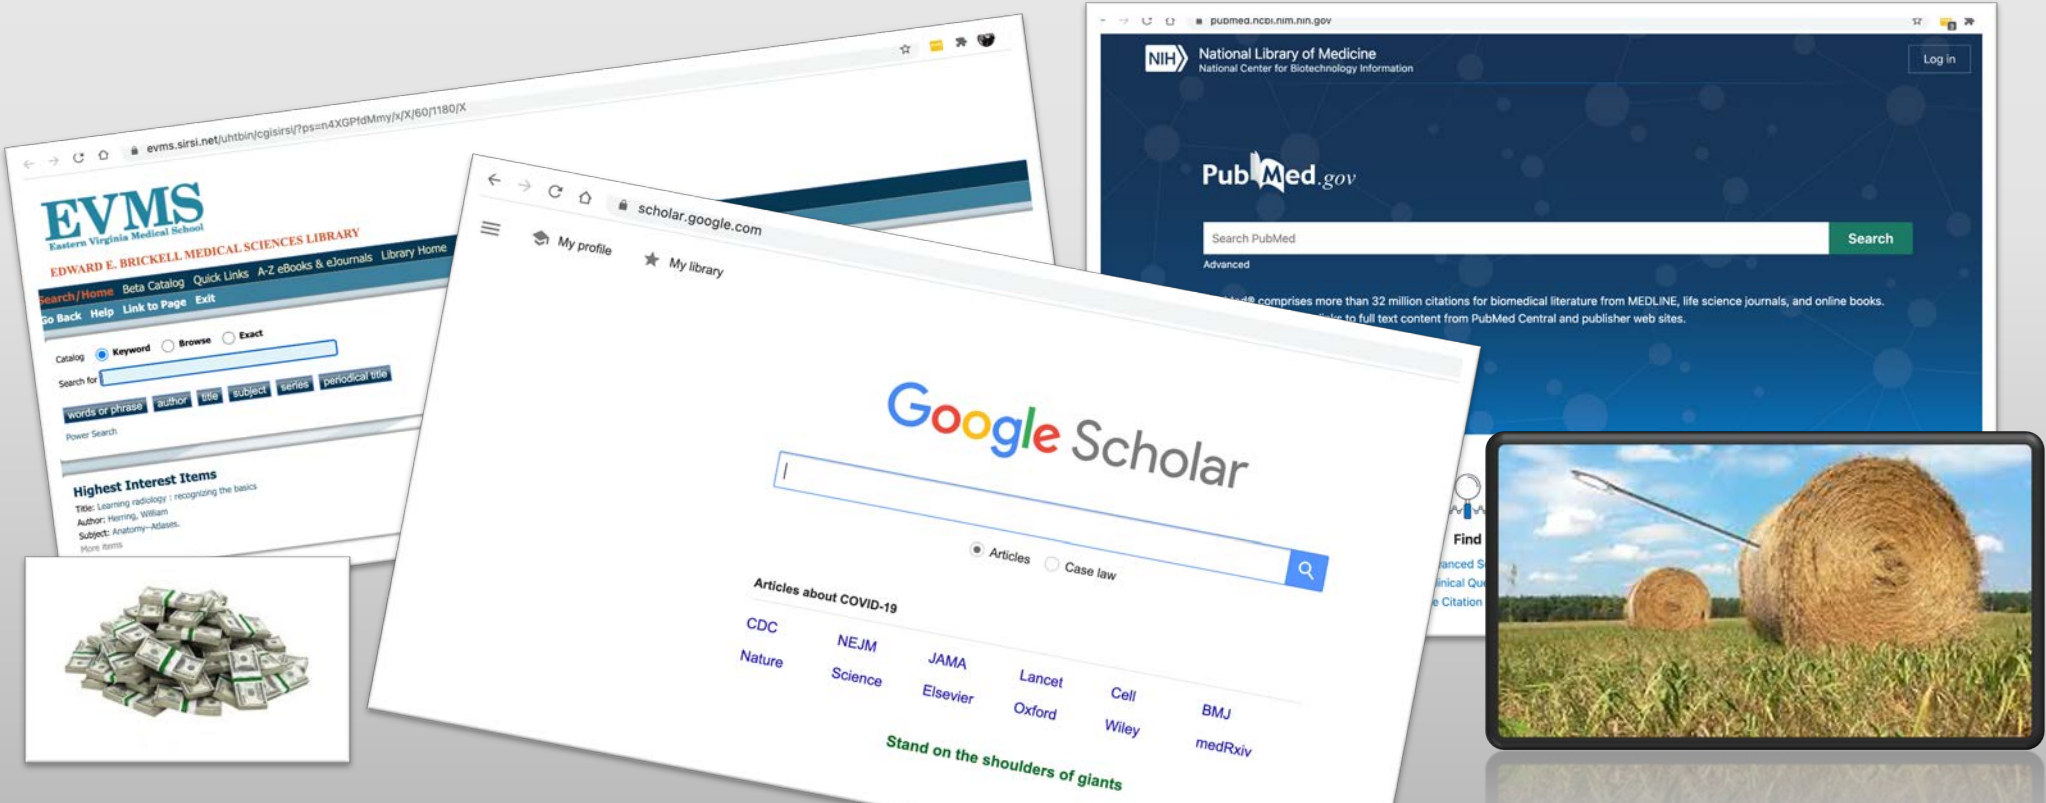 evms.sirsi.net/uhtbin/cgisirsi/?ps=n4XGPfdMmy/x/X/60/1180/X
EVMS
Eastern Virginia Medical School
EDWARD E. BRICKELL MEDICAL SCIENCES LIBRARY
Search/Home Beta Catalog Quick Links A-Z eBooks & eJournals Library Home
Go Back Help Link to Page Exit
Catalog Keyword Browse Exact
Search for
words or phrase author title subject series periodical title
Power Search
Highest Interest Items
Title: Learning radiology : recognizing the basics
Author: Herring, William
Subject: Anatomy--Atlases.
More items
scholar.google.com
My profile My library
Google Scholar
Articles Case law
Articles about COVID-19
CDC NEJM JAMA Lancet Cell BMJ
Nature Science Elsevier Oxford Wiley medRxiv
Stand on the shoulders of giants
pubmed.ncbi.nlm.nih.gov
NIH National Library of Medicine
National Center for Biotechnology Information
Log in
PubMed.gov
Search PubMed Search
Advanced
comprises more than 32 million citations for biomedical literature from MEDLINE, life science journals, and online books.
to full text content from PubMed Central and publisher web sites.
Find
Citation